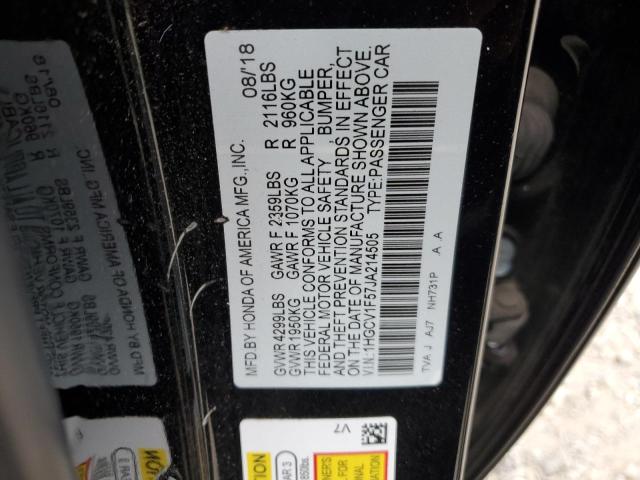 MFD.BY HONDA OF AMERICA MFG.,INC. 08/18
GVWR 4299LBS GAWR F 2359LBS R 2116LBS
GVWR 1950KG GAWR F 1070KG R 960KG
THIS VEHICLE CONFORMS TO ALL APPLICABLE
FEDERAL MOTOR VEHICLE SAFETY , BUMPER,
AND THEFT PREVENTION STANDARDS IN EFFECT
ON THE DATE OF MANUFACTURE SHOWN ABOVE.
V.I.N.:1HGCV1F57JA214505 TYPE:PASSENGER CAR
TVA J AJ7 NH731P A A
V7